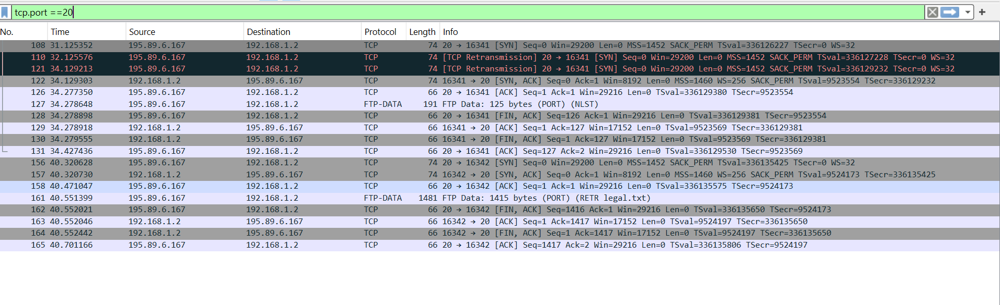 tcp.port ==20
No. Time Source Destination Protocol Length Info
108 31.125352 195.89.6.167 192.168.1.2 TCP 74 20 → 16341 [SYN] Seq=0 Win=29200 Len=0 MSS=1452 SACK_PERM TSval=336126227 TSecr=0 WS=32
110 32.125576 195.89.6.167 192.168.1.2 TCP 74 [TCP Retransmission] 20 → 16341 [SYN] Seq=0 Win=29200 Len=0 MSS=1452 SACK_PERM TSval=336127228 TSecr=0 WS=32
121 34.129213 195.89.6.167 192.168.1.2 TCP 74 [TCP Retransmission] 20 → 16341 [SYN] Seq=0 Win=29200 Len=0 MSS=1452 SACK_PERM TSval=336129232 TSecr=0 WS=32
122 34.129303 192.168.1.2 195.89.6.167 TCP 74 16341 → 20 [SYN, ACK] Seq=0 Ack=1 Win=8192 Len=0 MSS=1460 WS=256 SACK_PERM TSval=9523554 TSecr=336129232
126 34.277350 195.89.6.167 192.168.1.2 TCP 66 20 → 16341 [ACK] Seq=1 Ack=1 Win=29216 Len=0 TSval=336129380 TSecr=9523554
127 34.278648 195.89.6.167 192.168.1.2 FTP-DATA 191 FTP Data: 125 bytes (PORT) (NLST)
128 34.278898 195.89.6.167 192.168.1.2 TCP 66 20 → 16341 [FIN, ACK] Seq=126 Ack=1 Win=29216 Len=0 TSval=336129381 TSecr=9523554
129 34.278918 192.168.1.2 195.89.6.167 TCP 66 16341 → 20 [ACK] Seq=1 Ack=127 Win=17152 Len=0 TSval=9523569 TSecr=336129381
130 34.279555 192.168.1.2 195.89.6.167 TCP 66 16341 → 20 [FIN, ACK] Seq=1 Ack=127 Win=17152 Len=0 TSval=9523569 TSecr=336129381
131 34.427436 195.89.6.167 192.168.1.2 TCP 66 20 → 16341 [ACK] Seq=127 Ack=2 Win=29216 Len=0 TSval=336129530 TSecr=9523569
156 40.320628 195.89.6.167 192.168.1.2 TCP 74 20 → 16342 [SYN] Seq=0 Win=29200 Len=0 MSS=1452 SACK_PERM TSval=336135425 TSecr=0 WS=32
157 40.320730 192.168.1.2 195.89.6.167 TCP 74 16342 → 20 [SYN, ACK] Seq=0 Ack=1 Win=8192 Len=0 MSS=1460 WS=256 SACK_PERM TSval=9524173 TSecr=336135425
158 40.471047 195.89.6.167 192.168.1.2 TCP 66 20 → 16342 [ACK] Seq=1 Ack=1 Win=29216 Len=0 TSval=336135575 TSecr=9524173
161 40.551399 195.89.6.167 192.168.1.2 FTP-DATA 1481 FTP Data: 1415 bytes (PORT) (RETR legal.txt)
162 40.552021 195.89.6.167 192.168.1.2 TCP 66 20 → 16342 [FIN, ACK] Seq=1416 Ack=1 Win=29216 Len=0 TSval=336135650 TSecr=9524173
163 40.552046 192.168.1.2 195.89.6.167 TCP 66 16342 → 20 [ACK] Seq=1 Ack=1417 Win=17152 Len=0 TSval=9524197 TSecr=336135650
164 40.552442 192.168.1.2 195.89.6.167 TCP 66 16342 → 20 [FIN, ACK] Seq=1 Ack=1417 Win=17152 Len=0 TSval=9524197 TSecr=336135650
165 40.701166 195.89.6.167 192.168.1.2 TCP 66 20 → 16342 [ACK] Seq=1417 Ack=2 Win=29216 Len=0 TSval=336135806 TSecr=9524197